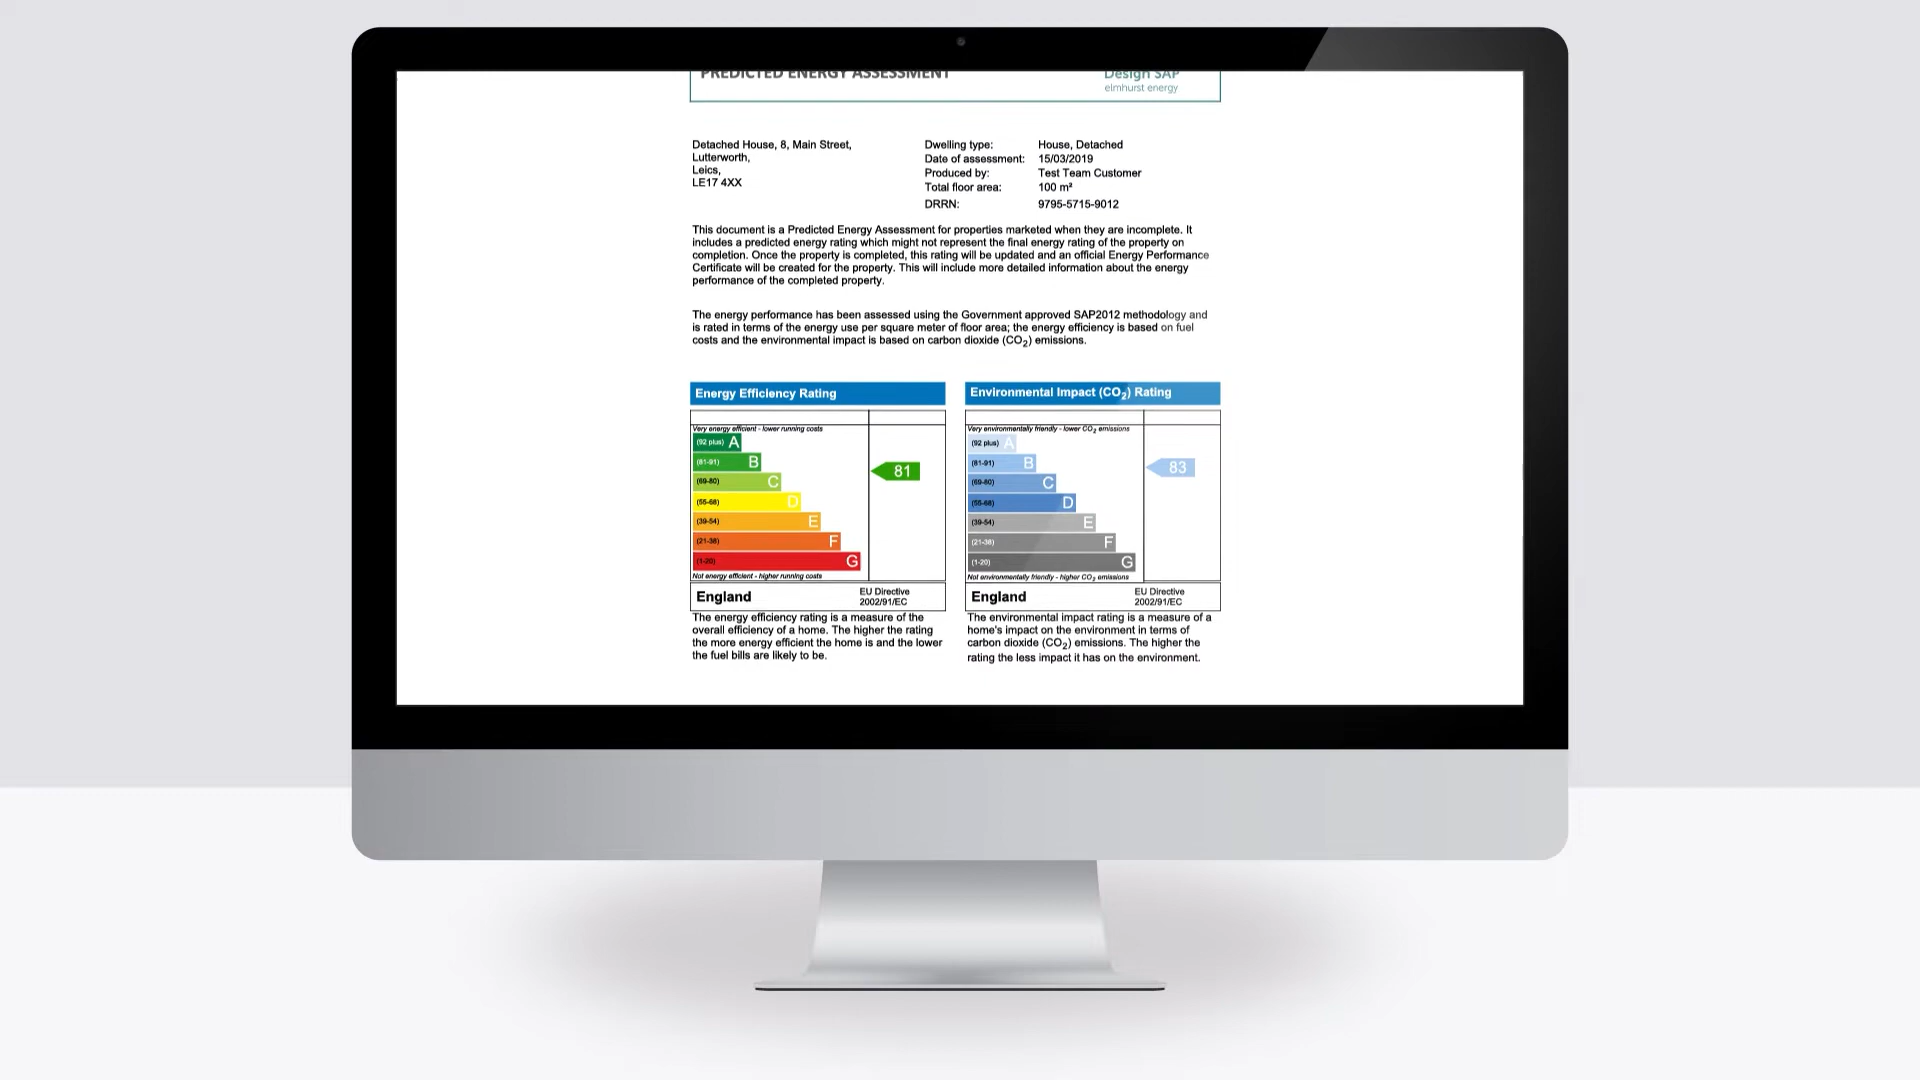 PREDICTED ENERGY ASSESSMENT
Design SAP
elmhurst energy
Detached House, 8, Main Street,
Lutterworth,
Leics,
LE17 4XX
Dwelling type: House, Detached
Date of assessment: 15/03/2019
Produced by: Test Team Customer
Total floor area: 100 m²
DRRN: 9795-5715-9012
This document is a Predicted Energy Assessment for properties marketed when they are incomplete. It
includes a predicted energy rating which might not represent the final energy rating of the property on
completion. Once the property is completed, this rating will be updated and an official Energy Performance
Certificate will be created for the property. This will include more detailed information about the energy
performance of the completed property.
The energy performance has been assessed using the Government approved SAP2012 methodology and
is rated in terms of the energy use per square meter of floor area; the energy efficiency is based on fuel
costs and the environmental impact is based on carbon dioxide (CO₂) emissions.
Energy Efficiency Rating
Very energy efficient - lower running costs
(92 plus) A
(81-91) B
81
(69-80) C
(55-68) D
(39-54) E
(21-38) F
(1-20) G
Not energy efficient - higher running costs
England
EU Directive
2002/91/EC
The energy efficiency rating is a measure of the
overall efficiency of a home. The higher the rating
the more energy efficient the home is and the lower
the fuel bills are likely to be.
Environmental Impact (CO₂) Rating
Very environmentally friendly - lower CO₂ emissions
(92 plus) A
(81-91) B
83
(69-80) C
(55-68) D
(39-54) E
(21-38) F
(1-20) G
Not environmentally friendly - higher CO₂ emissions
England
EU Directive
2002/91/EC
The environmental impact rating is a measure of a
home's impact on the environment in terms of
carbon dioxide (CO₂) emissions. The higher the
rating the less impact it has on the environment.